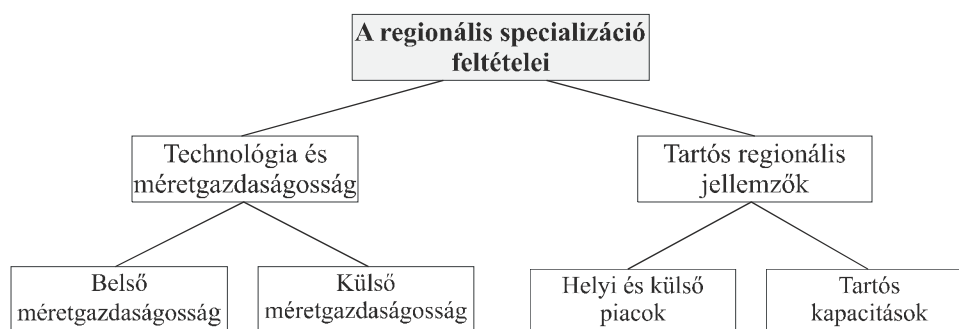 A regionális specializáció
feltételei
Technológia és
méretgazdaságosság
Tartós regionális
jellemzők
Belső
méretgazdaságosság
Külső
méretgazdaságosság
Helyi és külső
piacok
Tartós
kapacitások